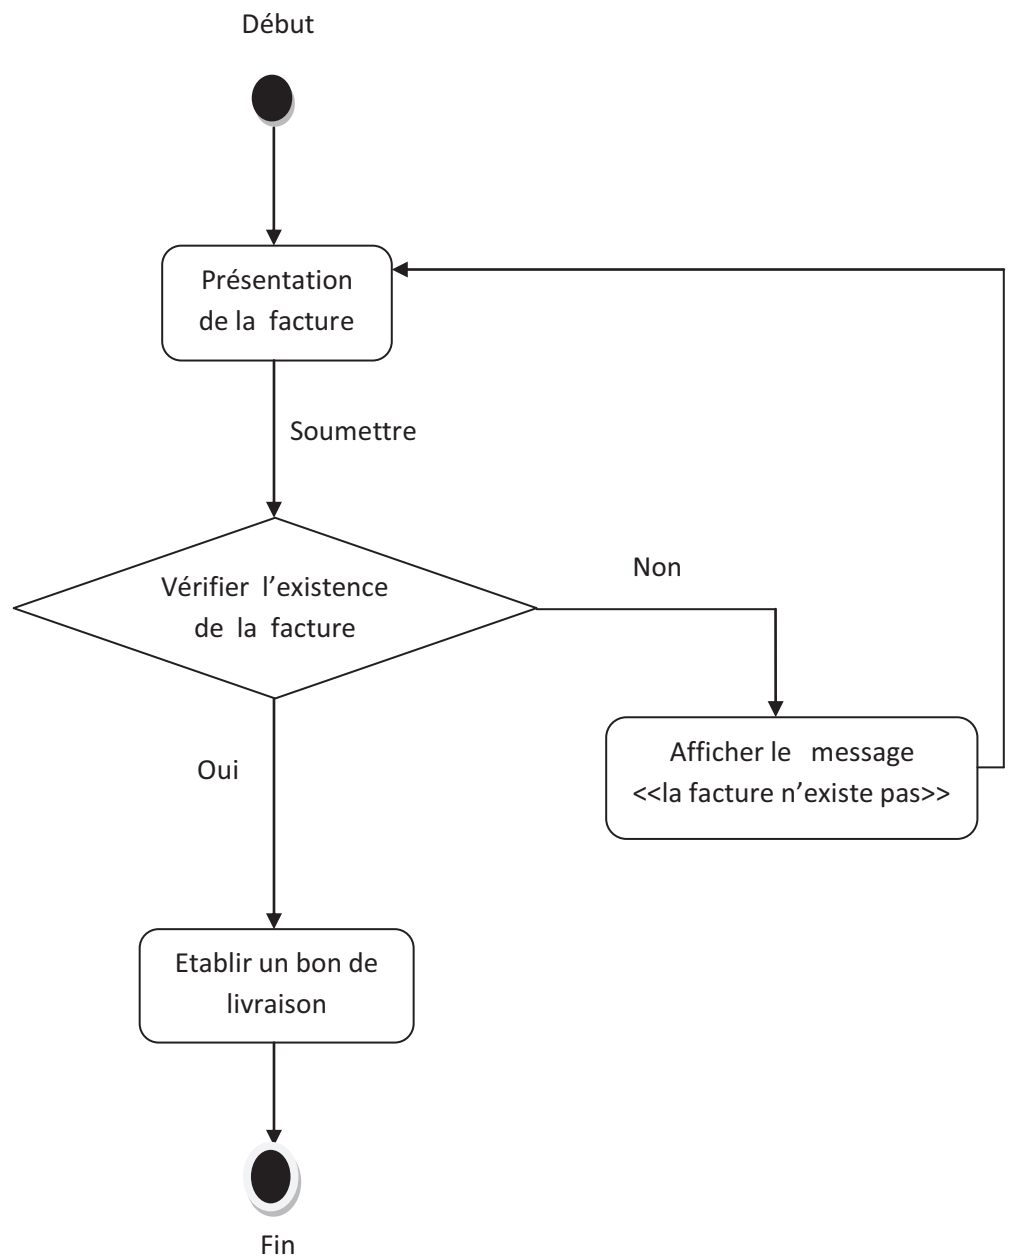 Début
Présentation
de la facture
Soumettre
Vérifier l’existence
de la facture
Non
Oui
Afficher le message
<<la facture n’existe pas>>
Etablir un bon de
livraison
Fin